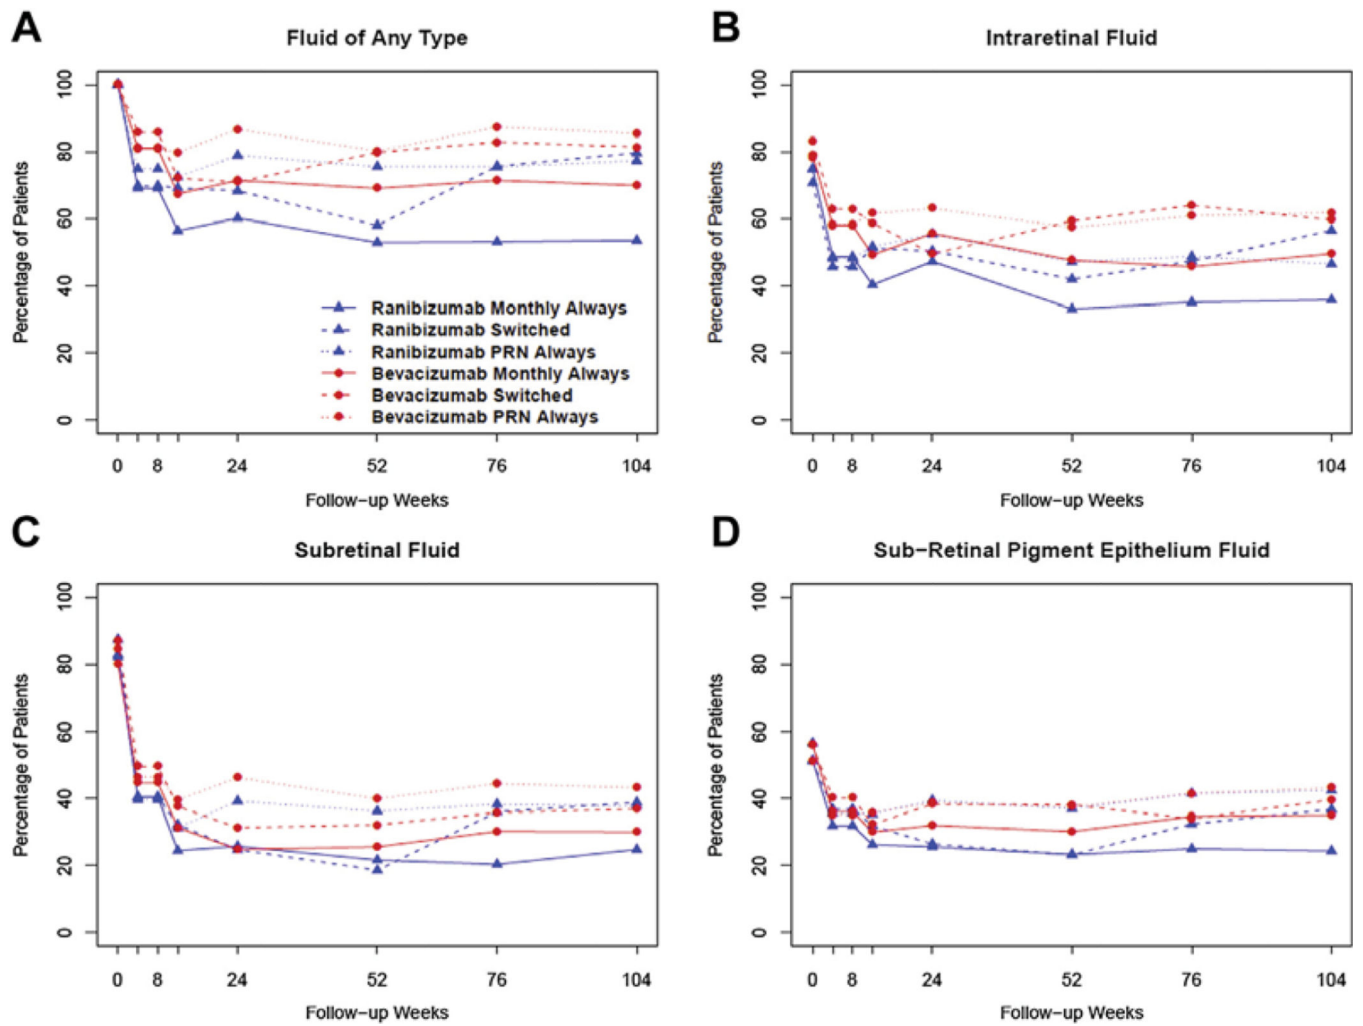 A
Fluid of Any Type
Percentage of Patients
100
80
60
40
20
0
Ranibizumab Monthly Always
Ranibizumab Switched
Ranibizumab PRN Always
Bevacizumab Monthly Always
Bevacizumab Switched
Bevacizumab PRN Always
0 8 24 52 76 104
Follow-up Weeks
B
Intraretinal Fluid
Percentage of Patients
100
80
60
40
20
0
0 8 24 52 76 104
Follow-up Weeks
C
Subretinal Fluid
Percentage of Patients
100
80
60
40
20
0
0 8 24 52 76 104
Follow-up Weeks
D
Sub-Retinal Pigment Epithelium Fluid
Percentage of Patients
100
80
60
40
20
0
0 8 24 52 76 104
Follow-up Weeks